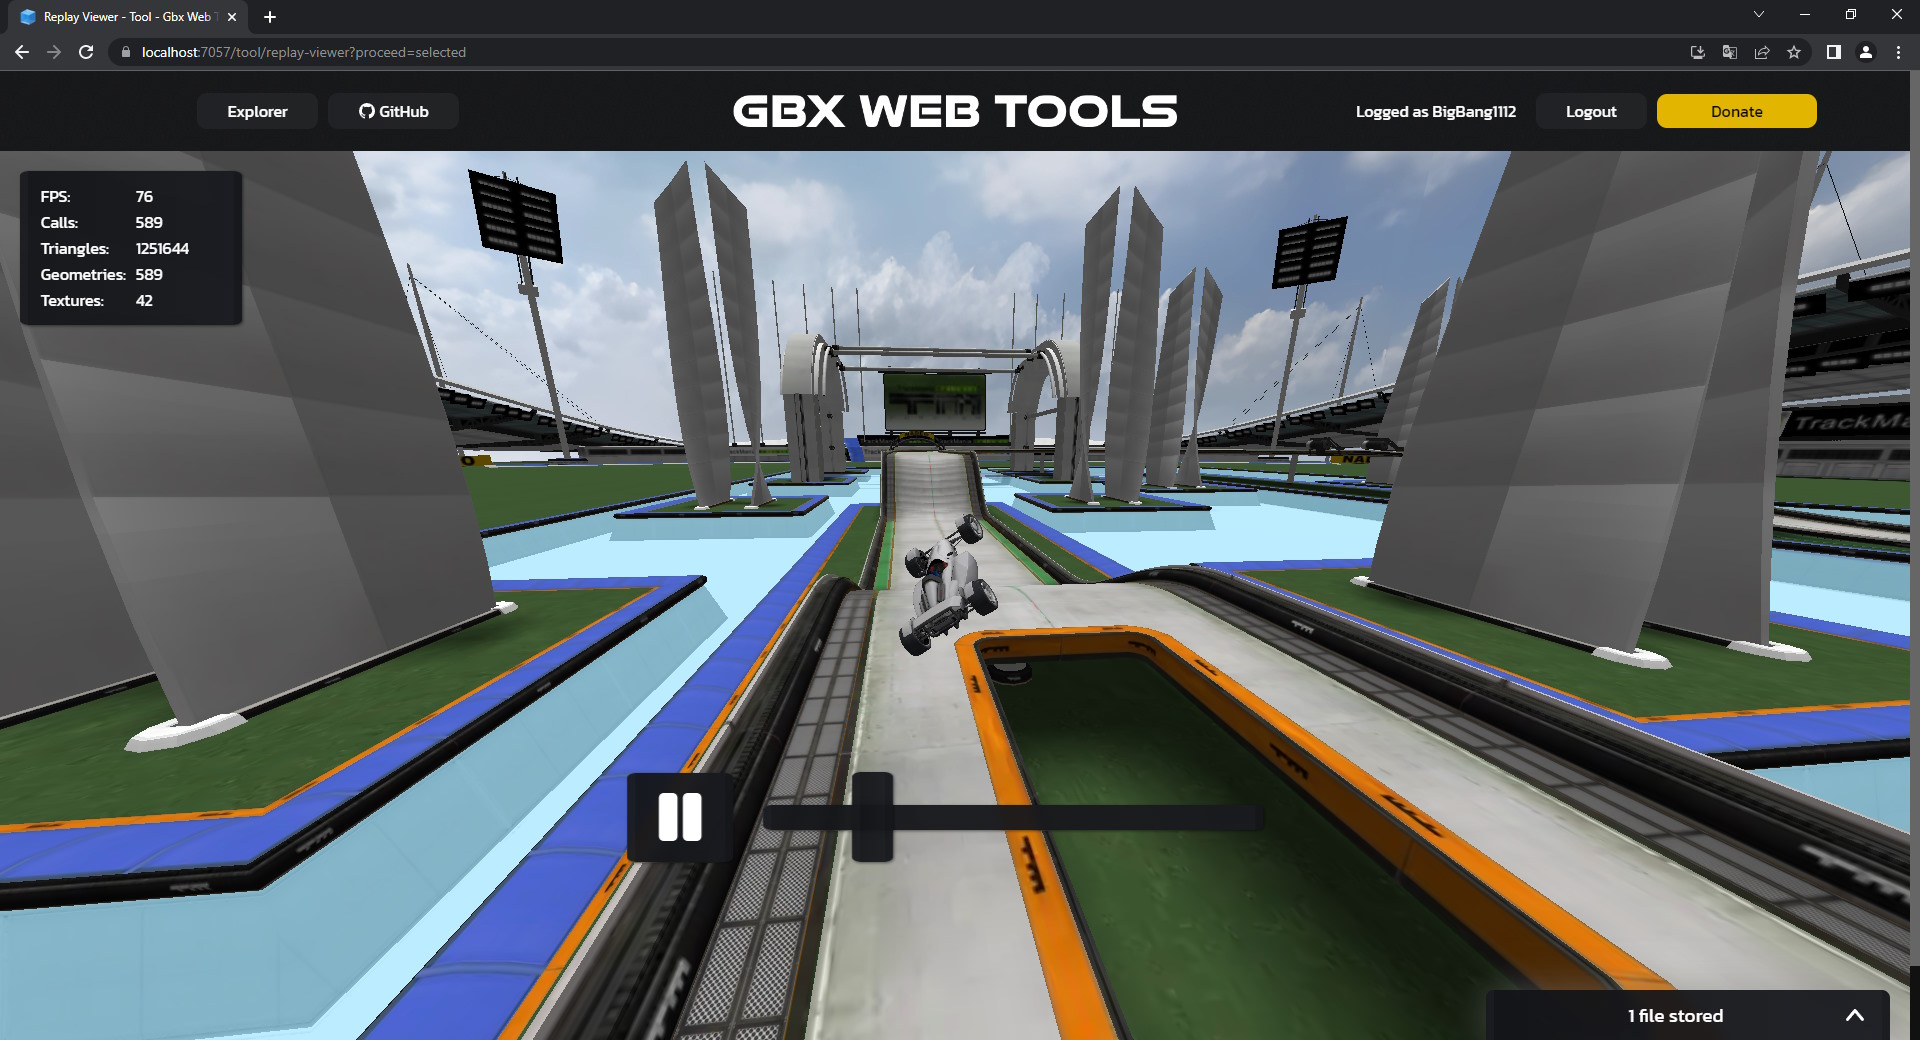 Replay Viewer - Tool - Gbx Web
localhost:7057/tool/replay-viewer?proceed=selected
Explorer
GitHub
GBX WEB TOOLS
Logged as BigBang1112
Logout
Donate
FPS: 76
Calls: 589
Triangles: 1251644
Geometries: 589
Textures: 42
TrackMa
1 file stored